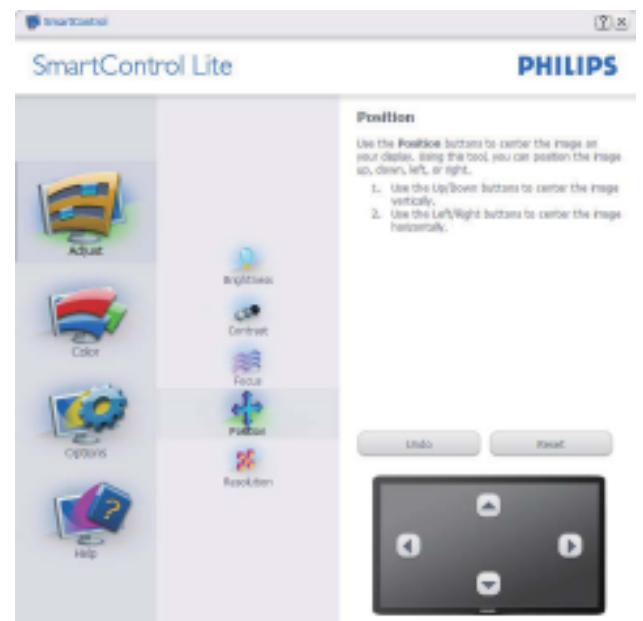 SmartControl
SmartControl Lite
PHILIPS
Adjust
Color
Options
Help
Brightness
Contrast
Focus
Position
Resolution
Position
Use the Position buttons to center the image on
your display. Using the tool, you can position the image
up, down, left, or right.
1. Use the Up/Down buttons to center the image
vertically.
2. Use the Left/Right buttons to center the image
horizontally.
Undo
Reset